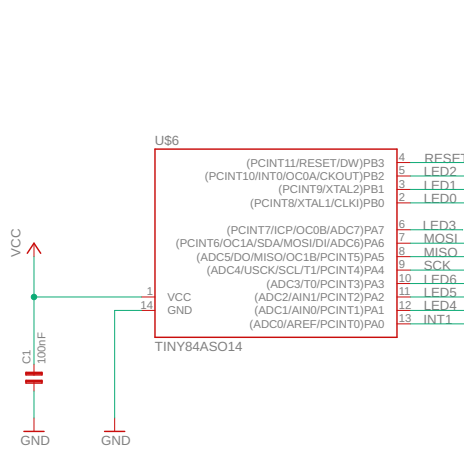 U$6
(PCINT11/RESET/DW)PB3 4 RESET
(PCINT10/INT0/OC0A/CKOUT)PB2 5 LED2
(PCINT9/XTAL2)PB1 3 LED1
(PCINT8/XTAL1/CLKI)PB0 2 LED0
(PCINT7/ICP/OC0B/ADC7)PA7 6 LED3
(PCINT6/OC1A/SDA/MOSI/DI/ADC6)PA6 7 MOSI
(ADC5/DO/MISO/OC1B/PCINT5)PA5 8 MISO
(ADC4/USCK/SCL/T1/PCINT4)PA4 9 SCK
(ADC3/T0/PCINT3)PA3 10 LED6
1 VCC (ADC2/AIN1/PCINT2)PA2 11 LED5
14 GND (ADC1/AIN0/PCINT1)PA1 12 LED4
(ADC0/AREF/PCINT0)PA0 13 INT1
TINY84ASO14
VCC
C1
100nF
GND GND